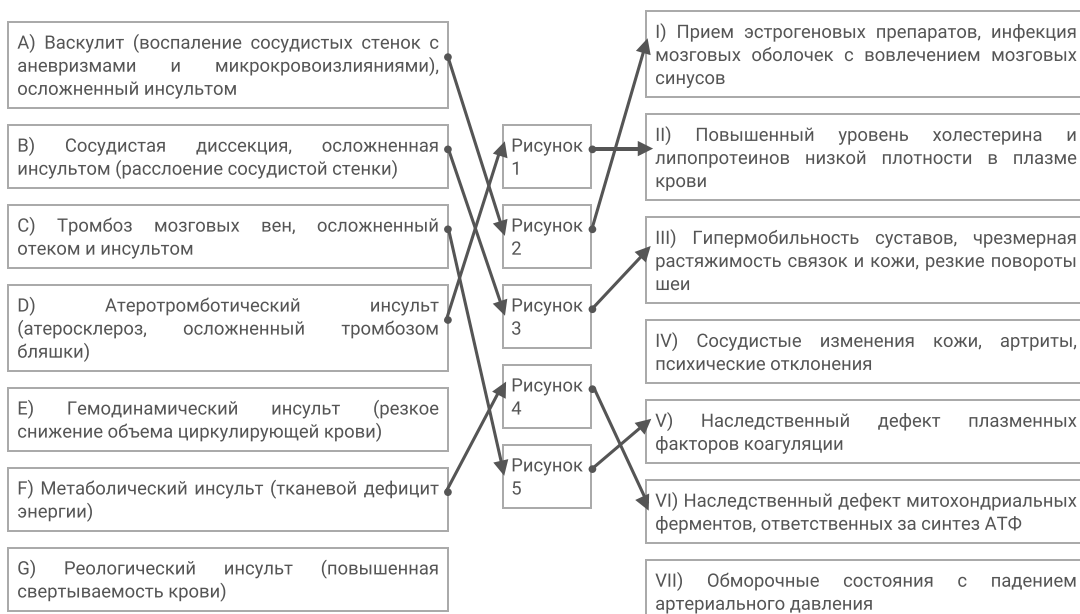 A) Васкулит (воспаление сосудистых стенок с
аневризмами и микрокровоизлияниями),
осложненный инсультом
B) Сосудистая диссекция, осложненная
инсультом (расслоение сосудистой стенки)
C) Тромбоз мозговых вен, осложненный
отеком и инсультом
D) Атеротромботический инсульт
(атеросклероз, осложненный тромбозом
бляшки)
E) Гемодинамический инсульт (резкое
снижение объема циркулирующей крови)
F) Метаболический инсульт (тканевой дефицит
энергии)
G) Реологический инсульт (повышенная
свертываемость крови)
Рисунок
1
Рисунок
2
Рисунок
3
Рисунок
4
Рисунок
5
I) Прием эстрогеновых препаратов, инфекция
мозговых оболочек с вовлечением мозговых
синусов
II) Повышенный уровень холестерина и
липопротеинов низкой плотности в плазме
крови
III) Гипермобильность суставов, чрезмерная
растяжимость связок и кожи, резкие повороты
шеи
IV) Сосудистые изменения кожи, артриты,
психические отклонения
V) Наследственный дефект плазменных
факторов коагуляции
VI) Наследственный дефект митохондриальных
ферментов, ответственных за синтез АТФ
VII) Обморочные состояния с падением
артериального давления